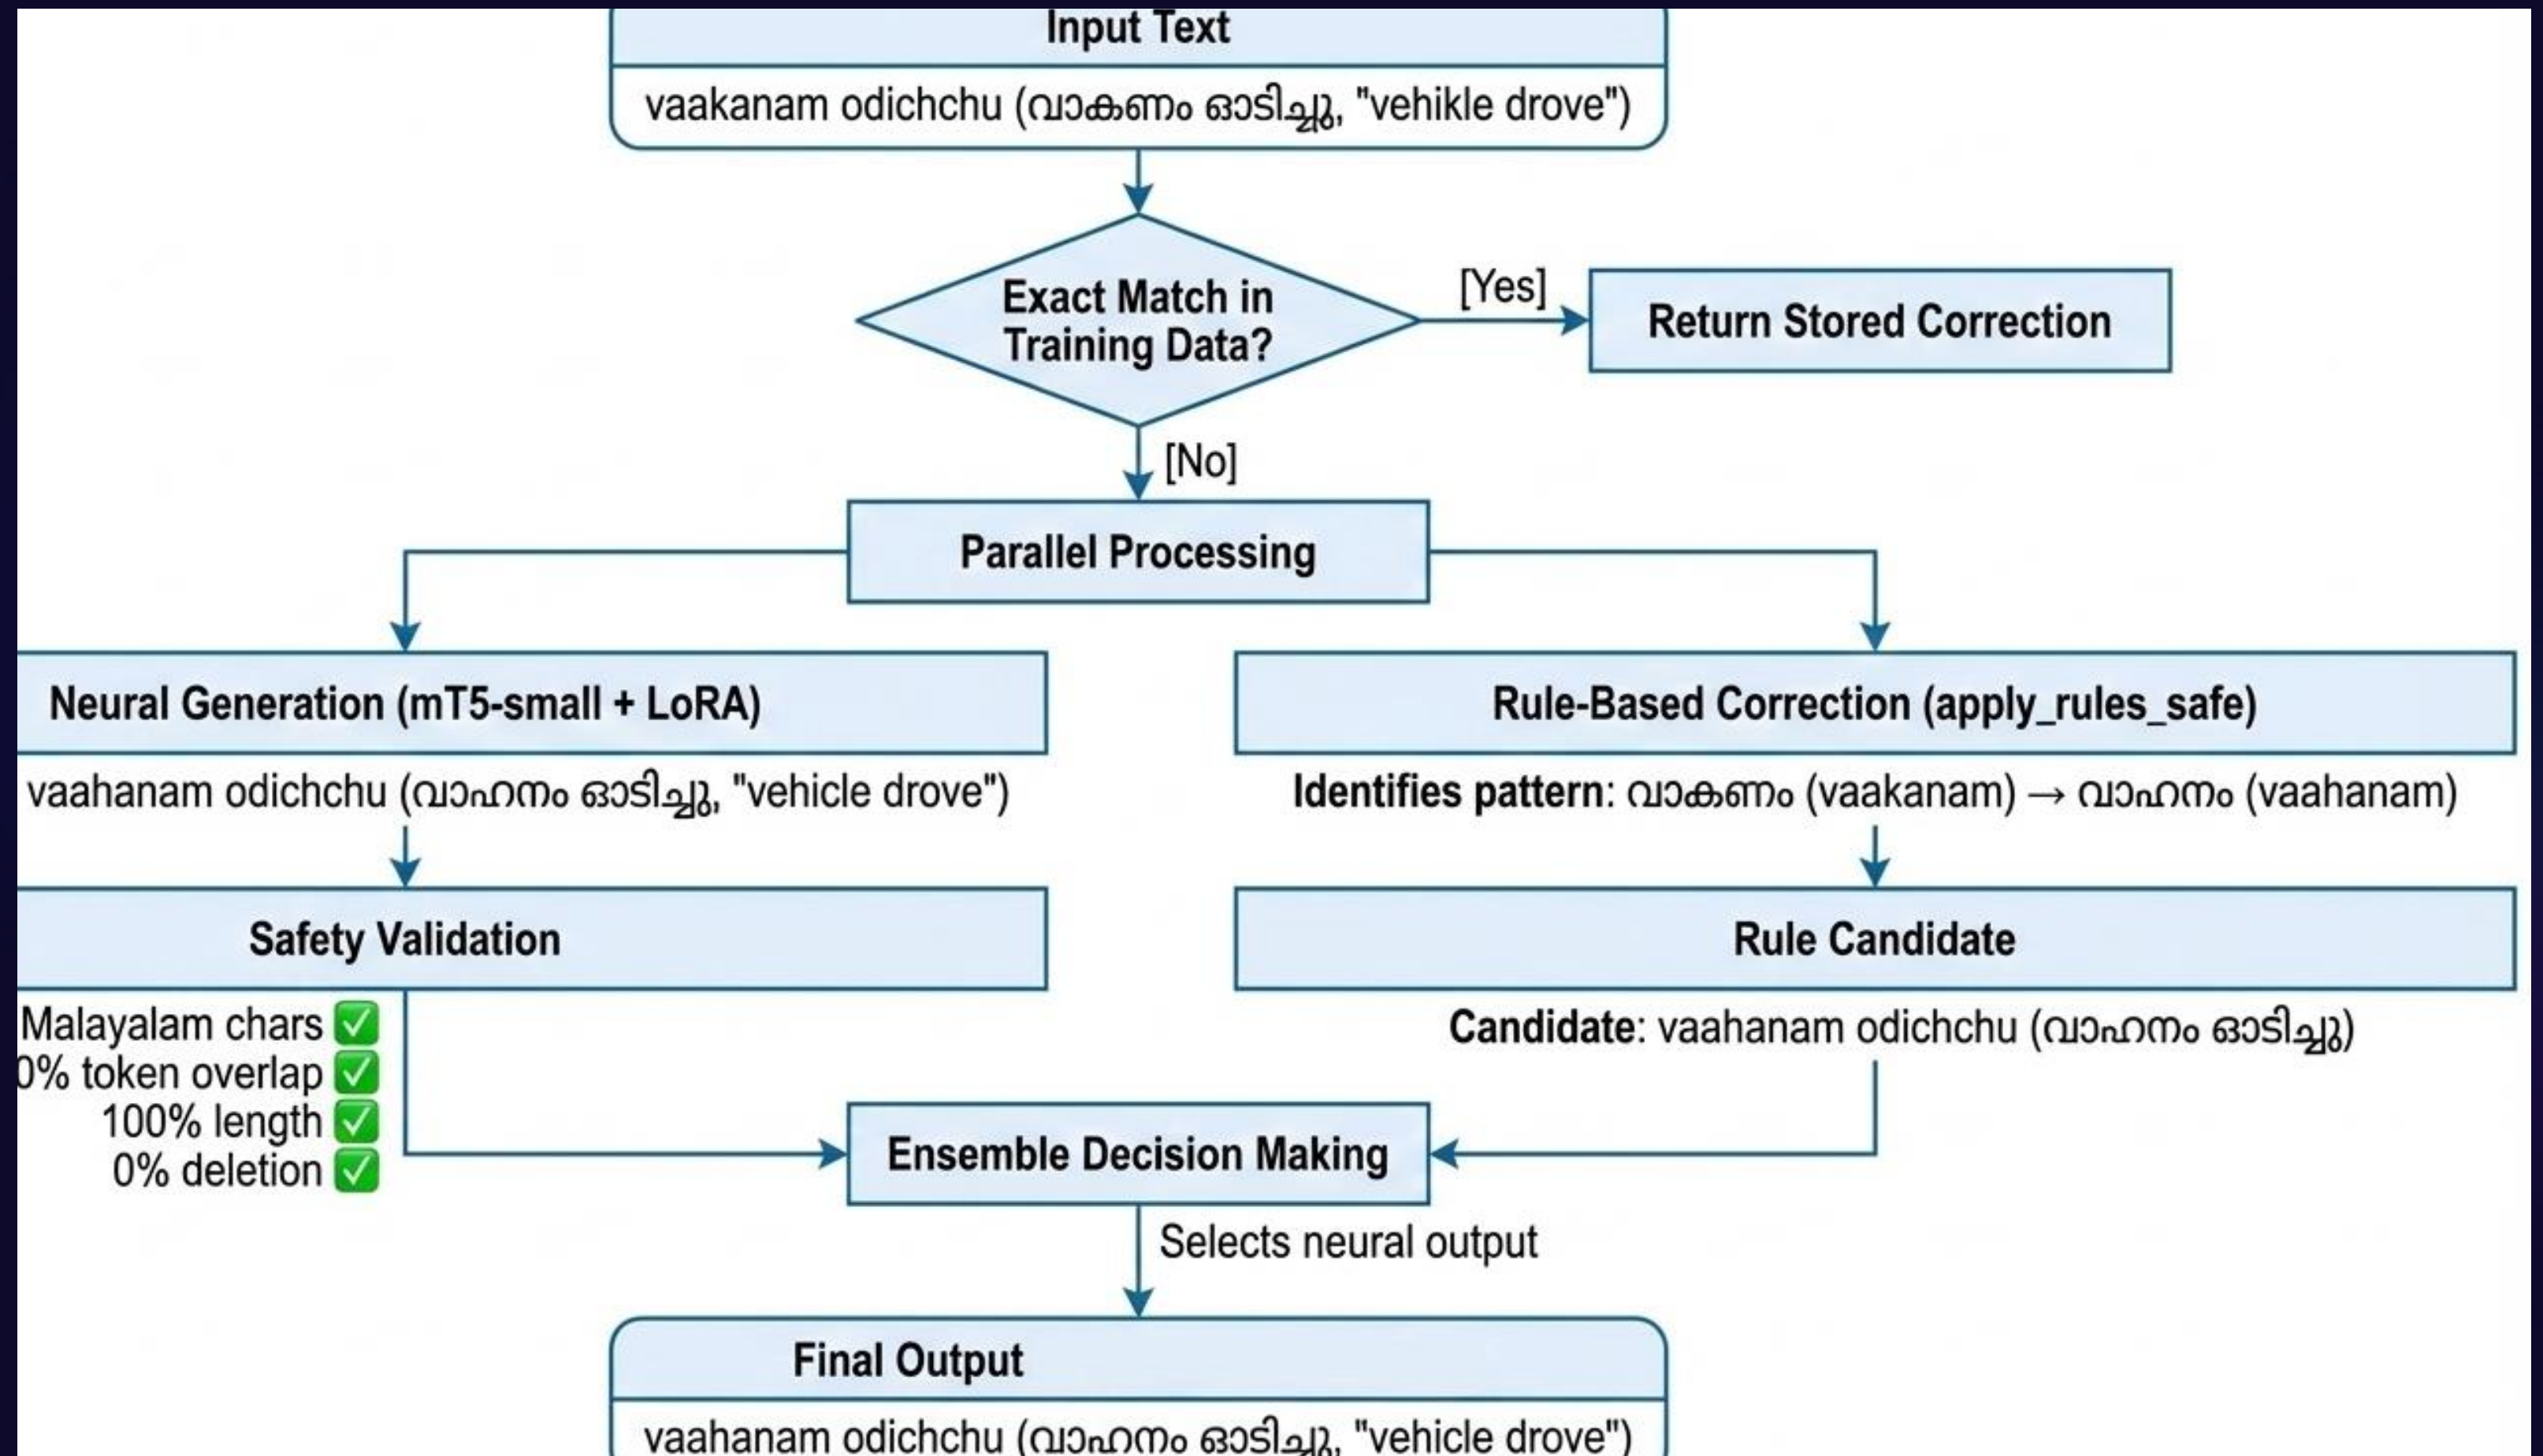 Input Text
vaakanam odichchu (വാകണം ഓടിച്ചു, "vehikle drove")
Exact Match in
Training Data?
[Yes]
Return Stored Correction
[No]
Parallel Processing
Neural Generation (mT5-small + LoRA)
vaahanam odichchu (വാഹനം ഓടിച്ചു, "vehicle drove")
Rule-Based Correction (apply_rules_safe)
Identifies pattern: വാകണം (vaakanam) → വാഹനം (vaahanam)
Safety Validation
Malayalam chars ✅
0% token overlap ✅
100% length ✅
0% deletion ✅
Rule Candidate
Candidate: vaahanam odichchu (വാഹനം ഓടിച്ചു)
Ensemble Decision Making
Selects neural output
Final Output
vaahanam odichchu (വാഹനം ഓടിച്ചു, "vehicle drove")